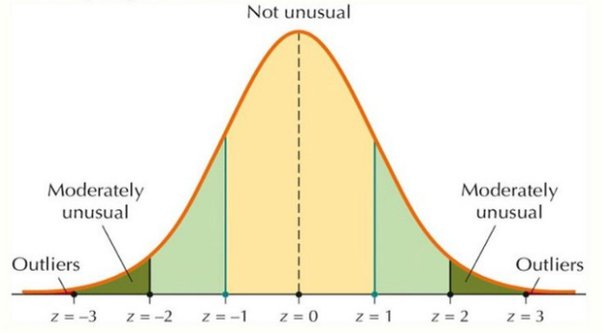 Not unusual
Moderately
unusual
Moderately
unusual
Outliers
Outliers
z = –3
z = –2
z = –1
z = 0
z = 1
z = 2
z = 3